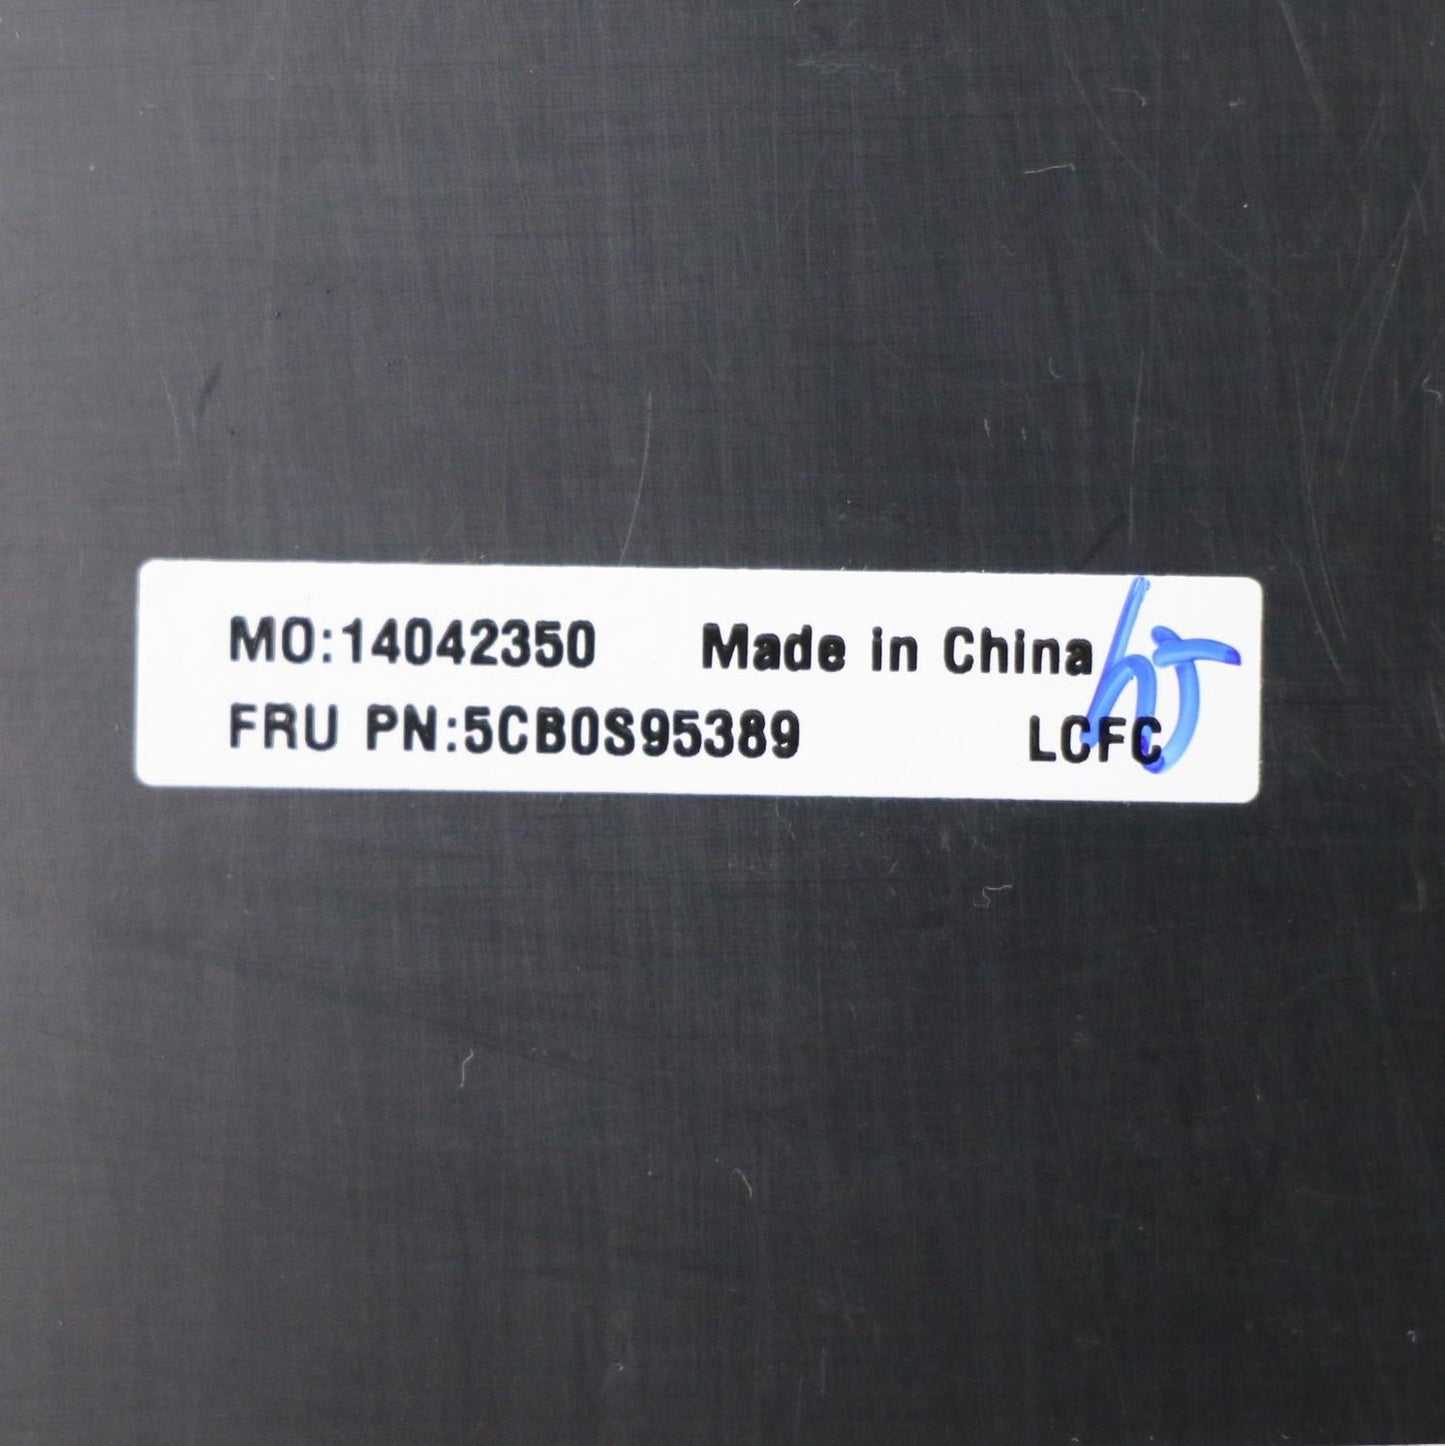 MO:14042350 Made in China
FRU PN:5CB0S95389 LCFC